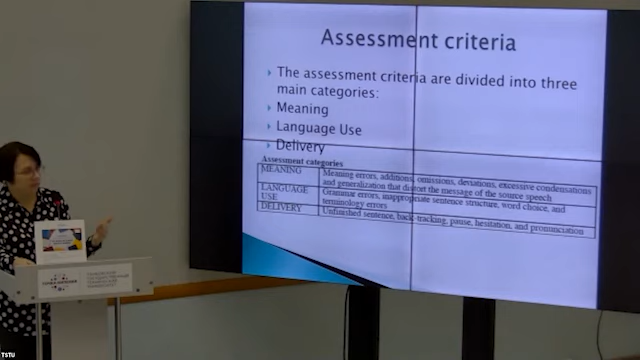 Assessment criteria
The assessment criteria are divided into three
main categories:
Meaning
Language Use
Delivery
Assessment categories
MEANING
Meaning errors, additions, omissions, deviations, excessive condensations
and generalization that distort the message of the source speech
LANGUAGE
USE
Grammar errors, inappropriate sentence structure, word choice, and
terminology errors
DELIVERY
Unfinished sentence, back-tracking, pause, hesitation, and pronunciation
TSTU